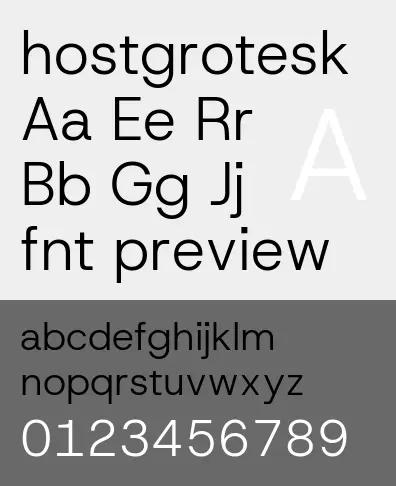 hostgrotesk
Aa Ee Rr
A
Bb Gg Jj
fnt preview
abcdefghijklm
nopqrstuvwxyz
0123456789